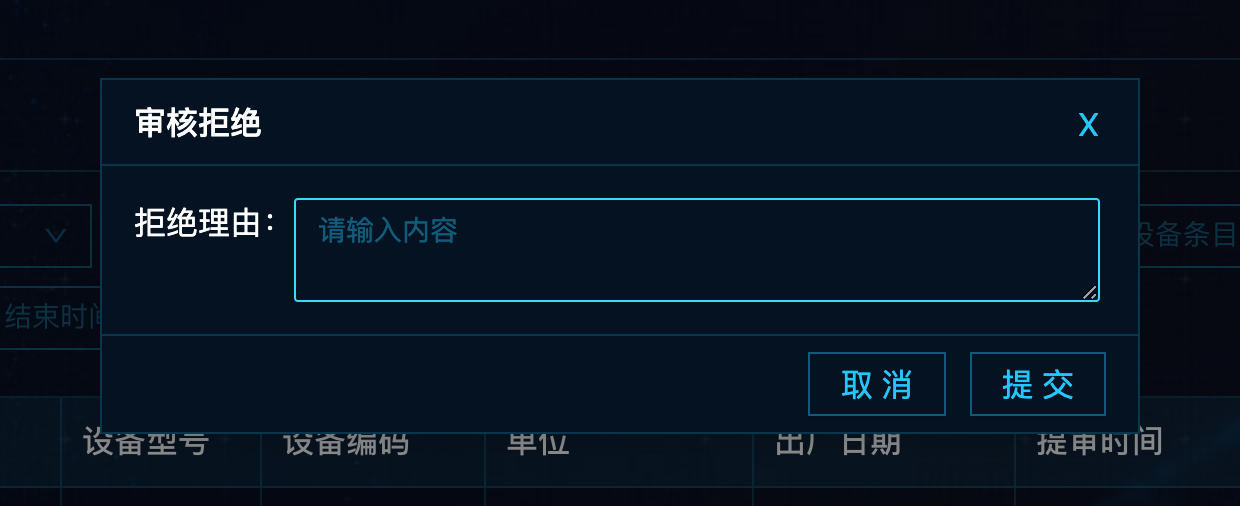 审核拒绝 X
拒绝理由：
请输入内容
设备条目
结束时间
取 消 提 交
设备型号 设备编码 单位 出厂日期 提审时间